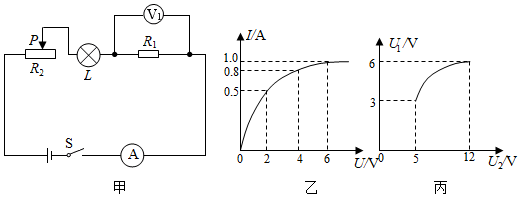 V₁
P
R₂
L
R₁
S
A
甲
I/A
1.0
0.8
0.5
0
2
4
6
U/V
乙
U₁/V
6
3
0
5
12
U₂/V
丙